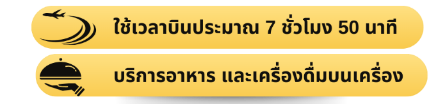 ใช้เวลาบินประมาณ 7 ชั่วโมง 50 นาที
บริการอาหาร และเครื่องดื่มบนเครื่อง